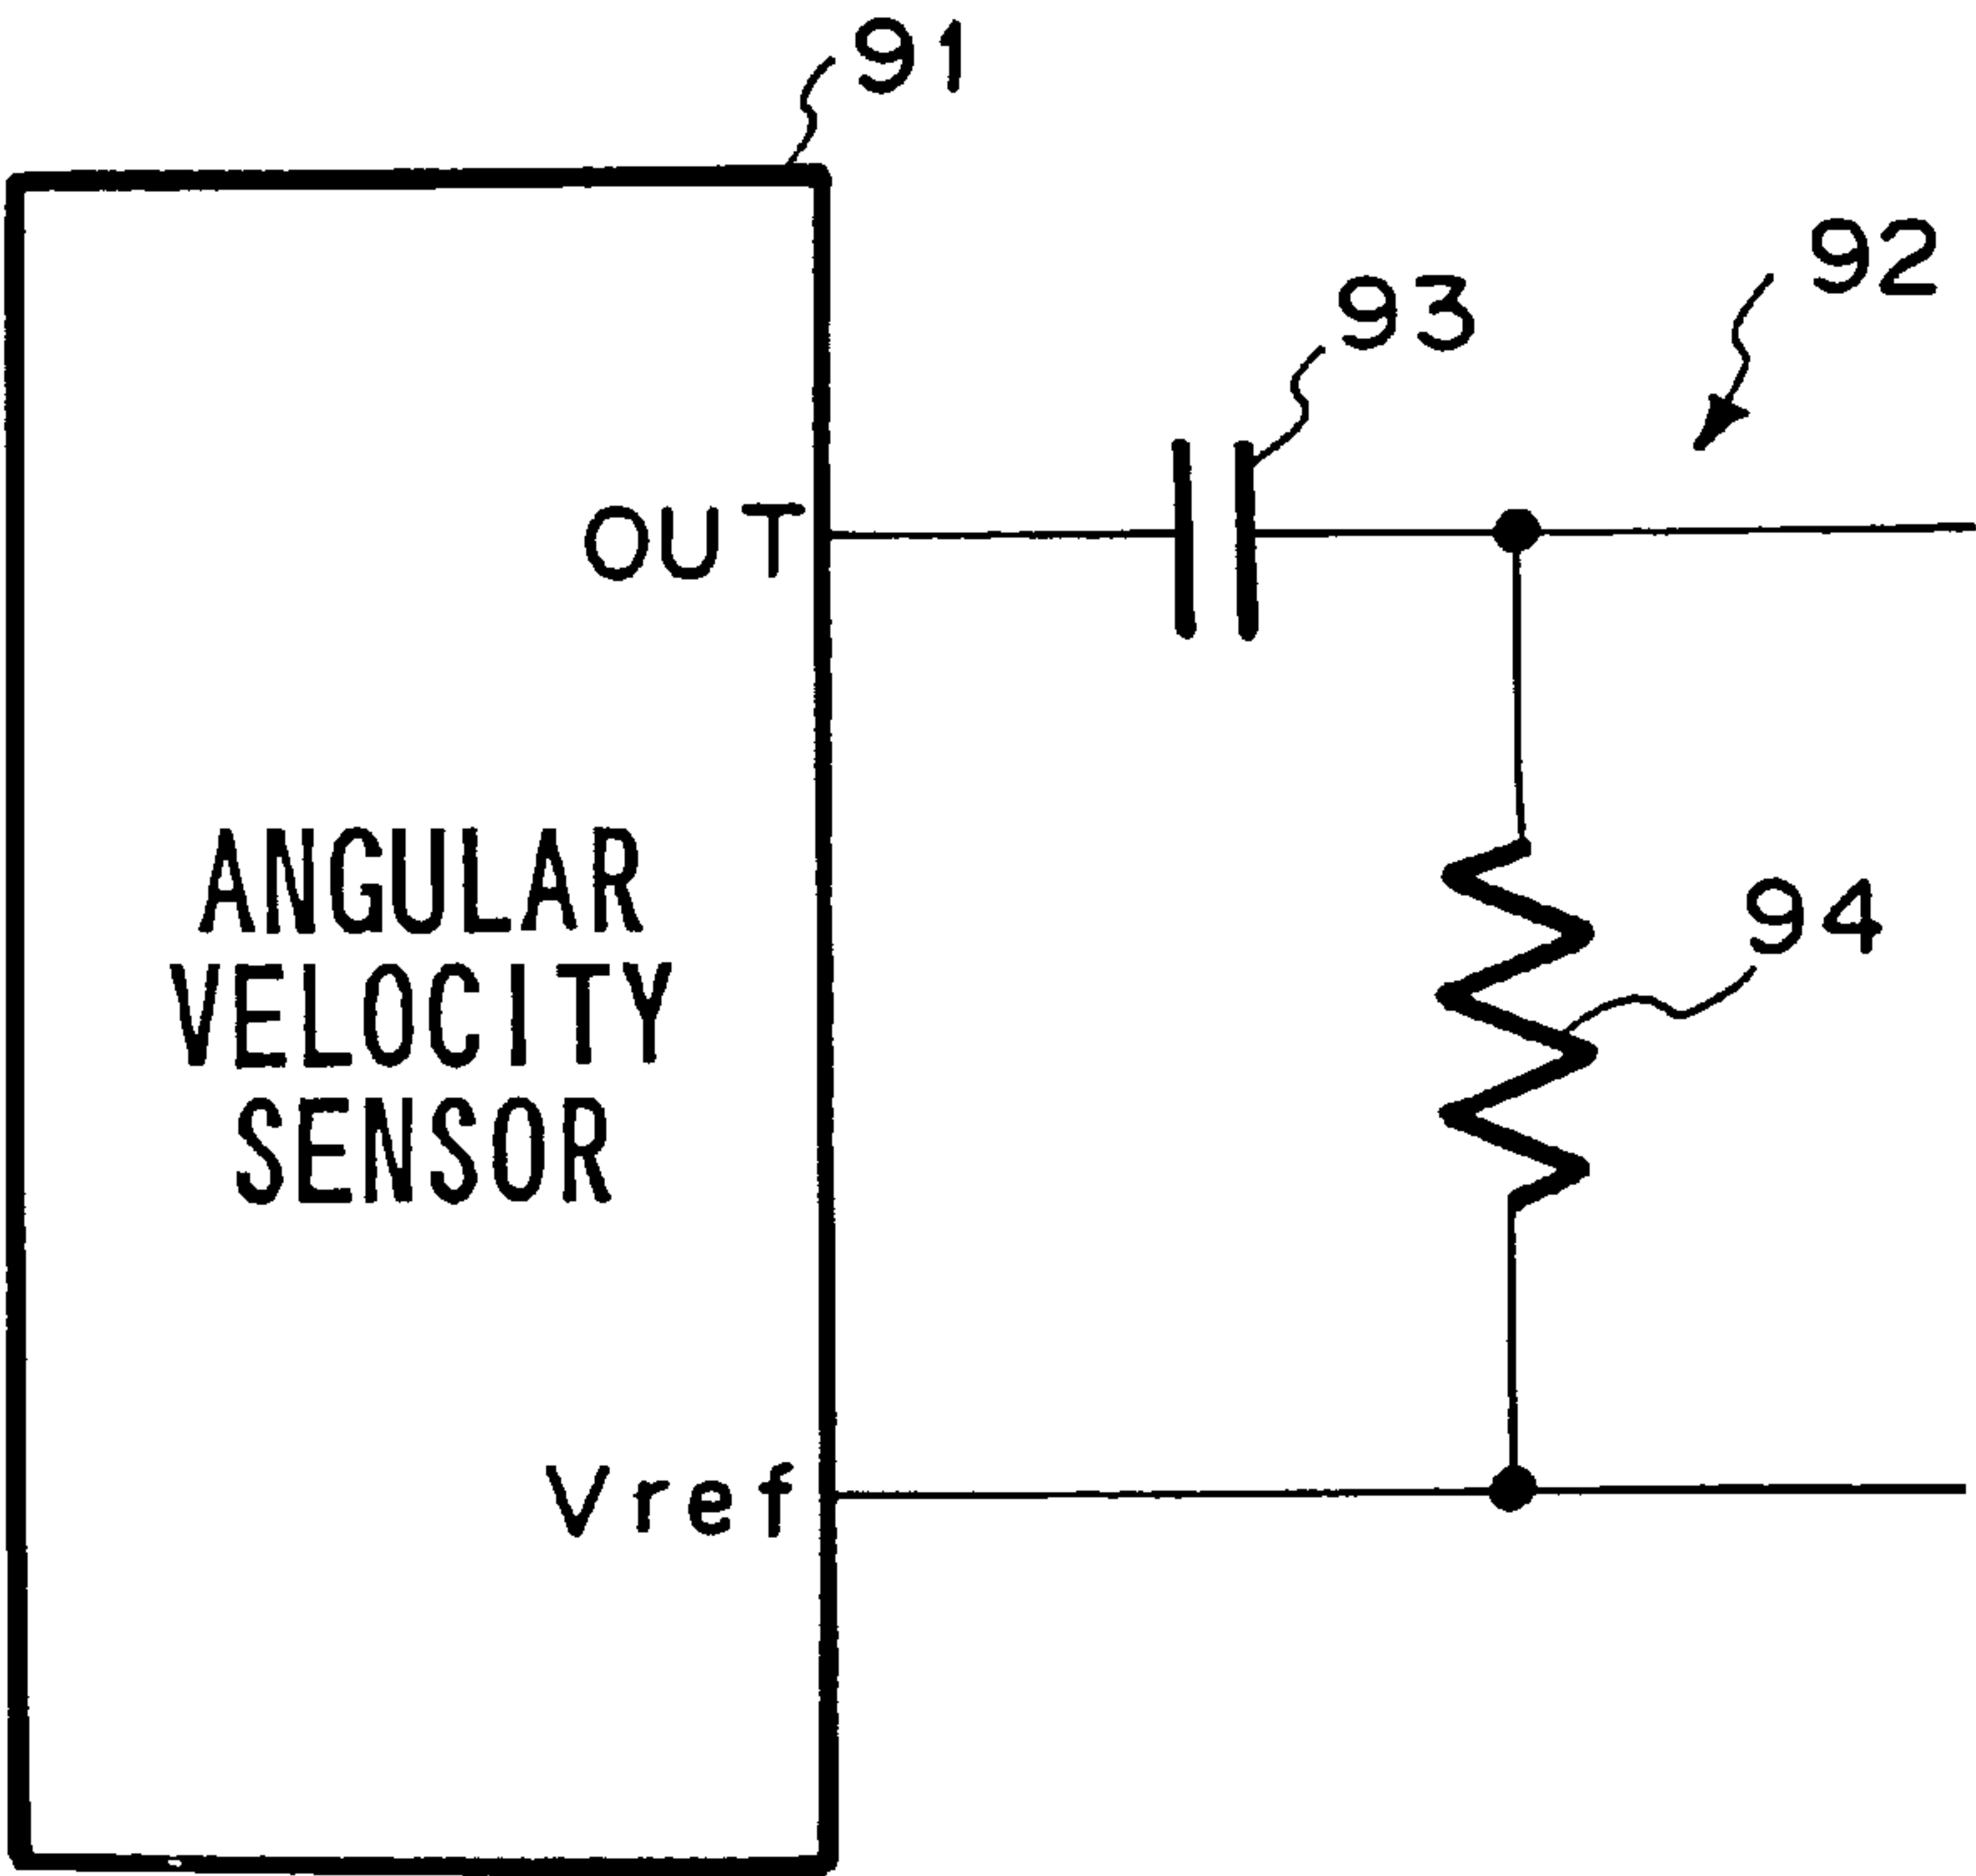 91
92
93
OUT
ANGULAR
VELOCITY
SENSOR
94
Vref